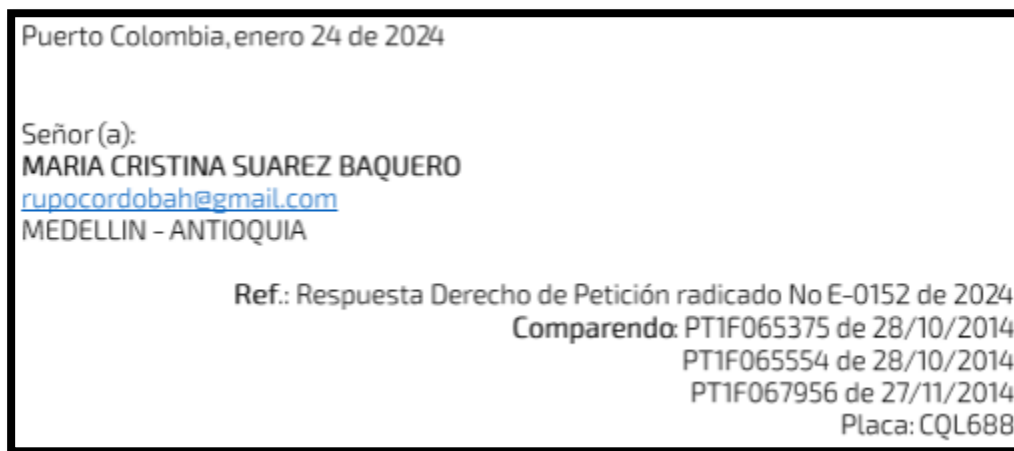 Puerto Colombia, enero 24 de 2024
Señor (a):
MARIA CRISTINA SUAREZ BAQUERO
rupocordobah@gmail.com
MEDELLIN - ANTIOQUIA
Ref.: Respuesta Derecho de Petición radicado No E-0152 de 2024
Comparendo: PT1F065375 de 28/10/2014
PT1F065554 de 28/10/2014
PT1F067956 de 27/11/2014
Placa: CQL688